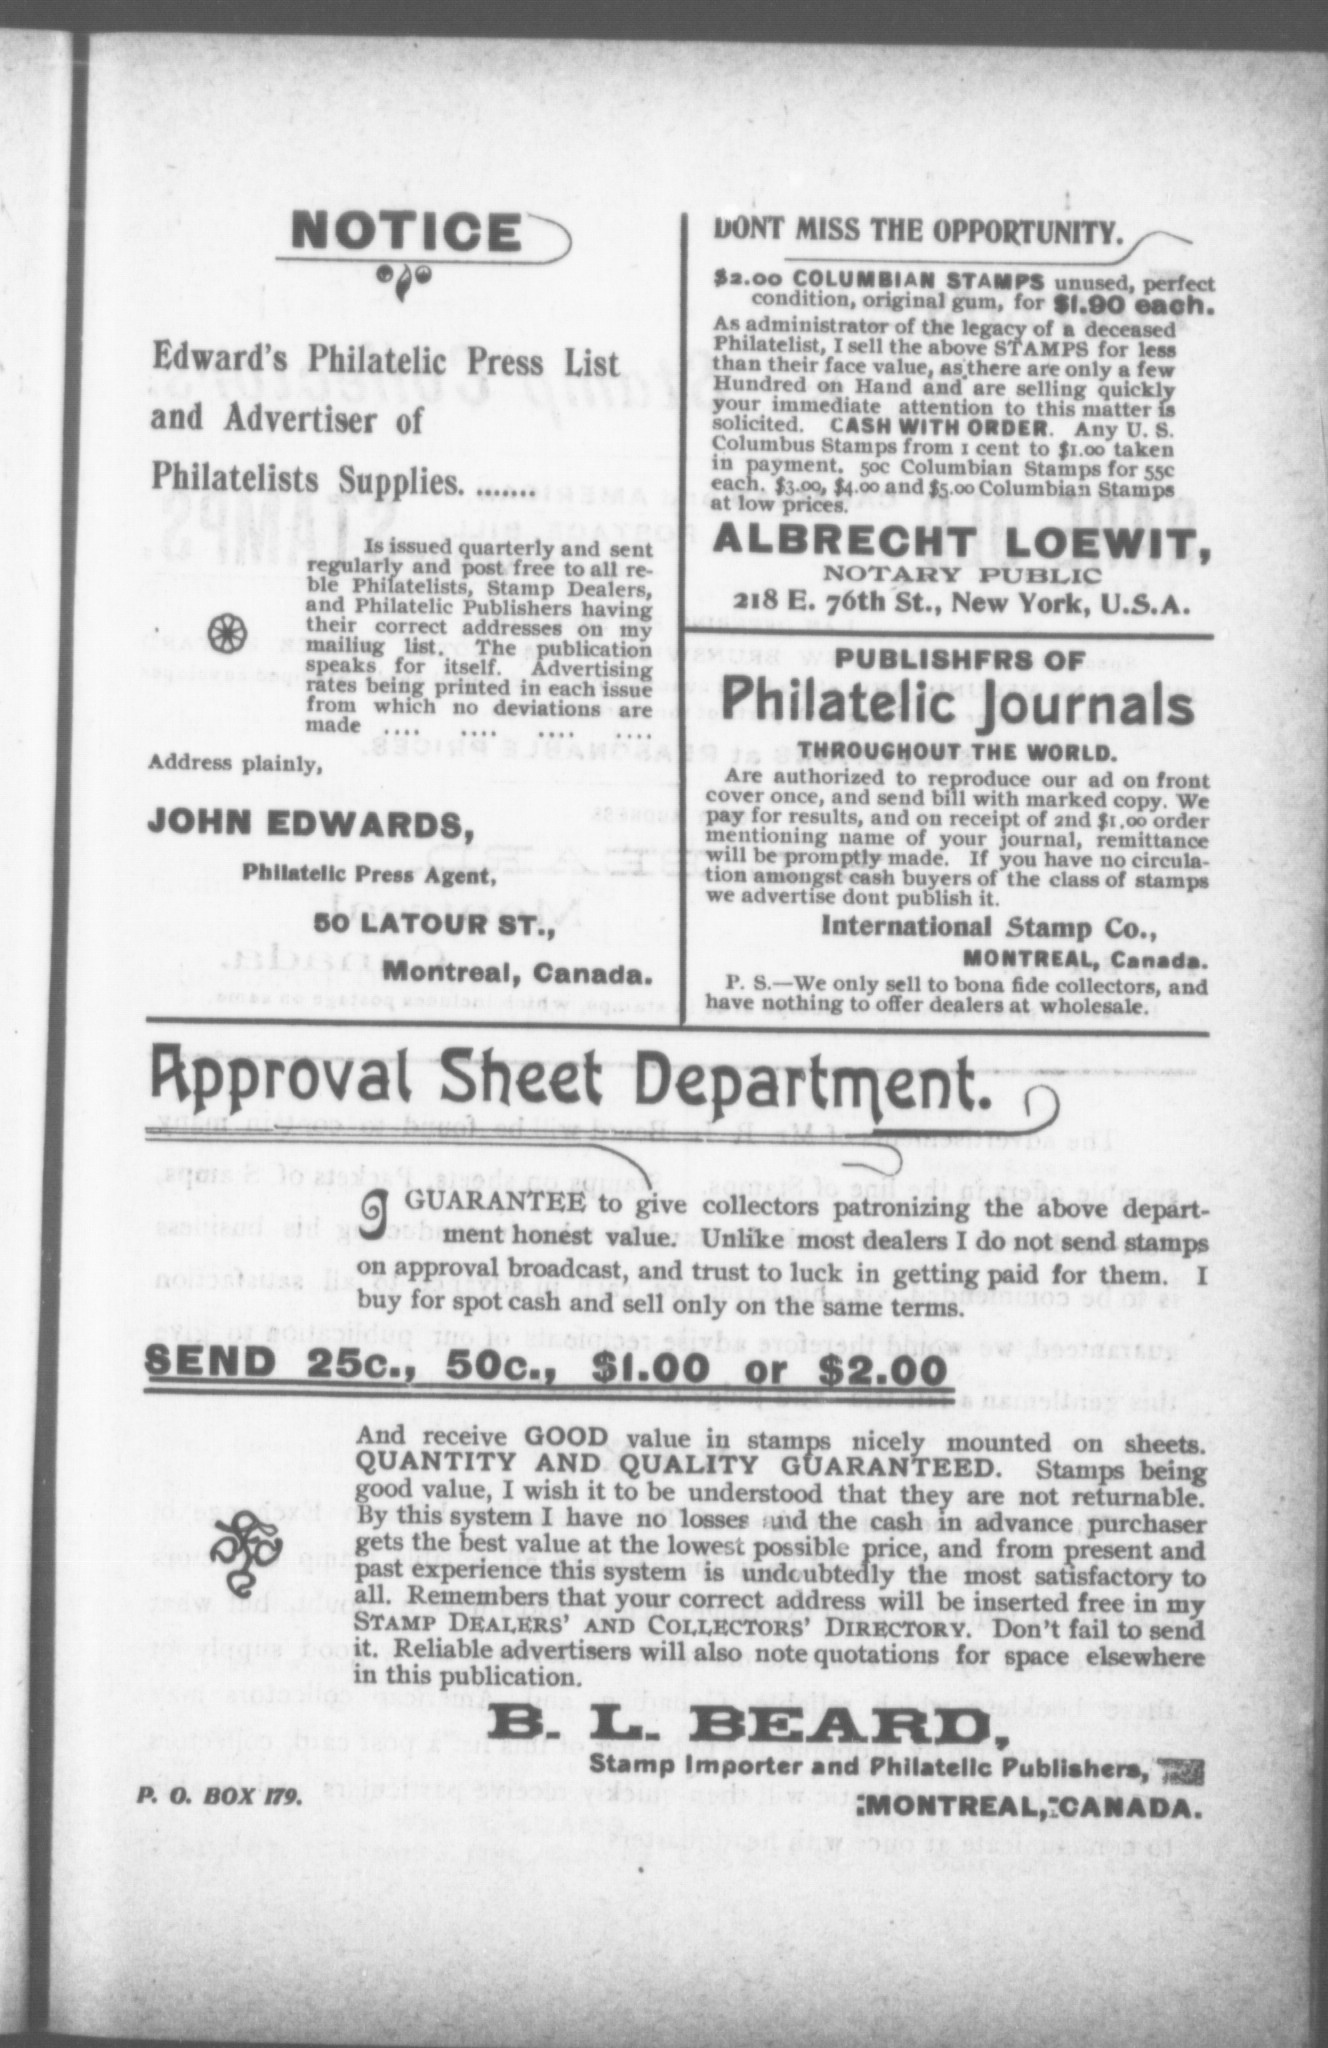 NOTICE
Edward's Philatelic Press List
and Advertiser of
Philatelists Supplies. .......
Is issued quarterly and sent
regularly and post free to all re-
ble Philatelists, Stamp Dealers,
and Philatelic Publishers having
their correct addresses on my
mailiug list. The publication
speaks for itself. Advertising
rates being printed in each issue
from which no deviations are
made .... .... .... ....
Address plainly,
JOHN EDWARDS,
Philatelic Press Agent,
50 LATOUR ST.,
Montreal, Canada.
DONT MISS THE OPPORTUNITY.
$2.00 COLUMBIAN STAMPS unused, perfect
condition, original gum, for $1.90 each.
As administrator of the legacy of a deceased
Philatelist, I sell the above STAMPS for less
than their face value, as there are only a few
Hundred on Hand and are selling quickly
your immediate attention to this matter is
solicited. CASH WITH ORDER. Any U. S.
Columbus Stamps from 1 cent to $1.00 taken
in payment. 50c Columbian Stamps for 55c
each. $3.00, $4.00 and $5.00 Columbian Stamps
at low prices.
ALBRECHT LOEWIT,
NOTARY PUBLIC
218 E. 76th St., New York, U.S.A.
PUBLISHFRS OF
Philatelic Journals
THROUGHOUT THE WORLD.
Are authorized to reproduce our ad on front
cover once, and send bill with marked copy. We
pay for results, and on receipt of 2nd $1.00 order
mentioning name of your journal, remittance
will be promptly made. If you have no circula-
tion amongst cash buyers of the class of stamps
we advertise dont publish it.
International Stamp Co.,
MONTREAL, Canada.
P. S.—We only sell to bona fide collectors, and
have nothing to offer dealers at wholesale.
Approval Sheet Department.
I GUARANTEE to give collectors patronizing the above depart-
ment honest value. Unlike most dealers I do not send stamps
on approval broadcast, and trust to luck in getting paid for them. I
buy for spot cash and sell only on the same terms.
SEND 25c., 50c., $1.00 or $2.00
And receive GOOD value in stamps nicely mounted on sheets.
QUANTITY AND QUALITY GUARANTEED. Stamps being
good value, I wish it to be understood that they are not returnable.
By this system I have no losses and the cash in advance purchaser
gets the best value at the lowest possible price, and from present and
past experience this system is undoubtedly the most satisfactory to
all. Remembers that your correct address will be inserted free in my
STAMP DEALERS' AND COLLECTORS' DIRECTORY. Don't fail to send
it. Reliable advertisers will also note quotations for space elsewhere
in this publication.
B. L. BEARD,
Stamp Importer and Philatelic Publishers,
P. O. BOX 179.
MONTREAL, CANADA.